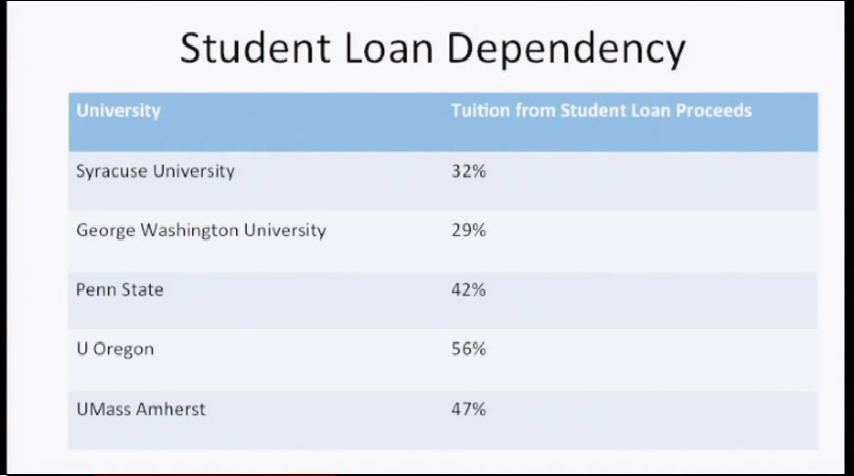 Student Loan Dependency
University Tuition from Student Loan Proceeds
Syracuse University 32%
George Washington University 29%
Penn State 42%
U Oregon 56%
UMass Amherst 47%